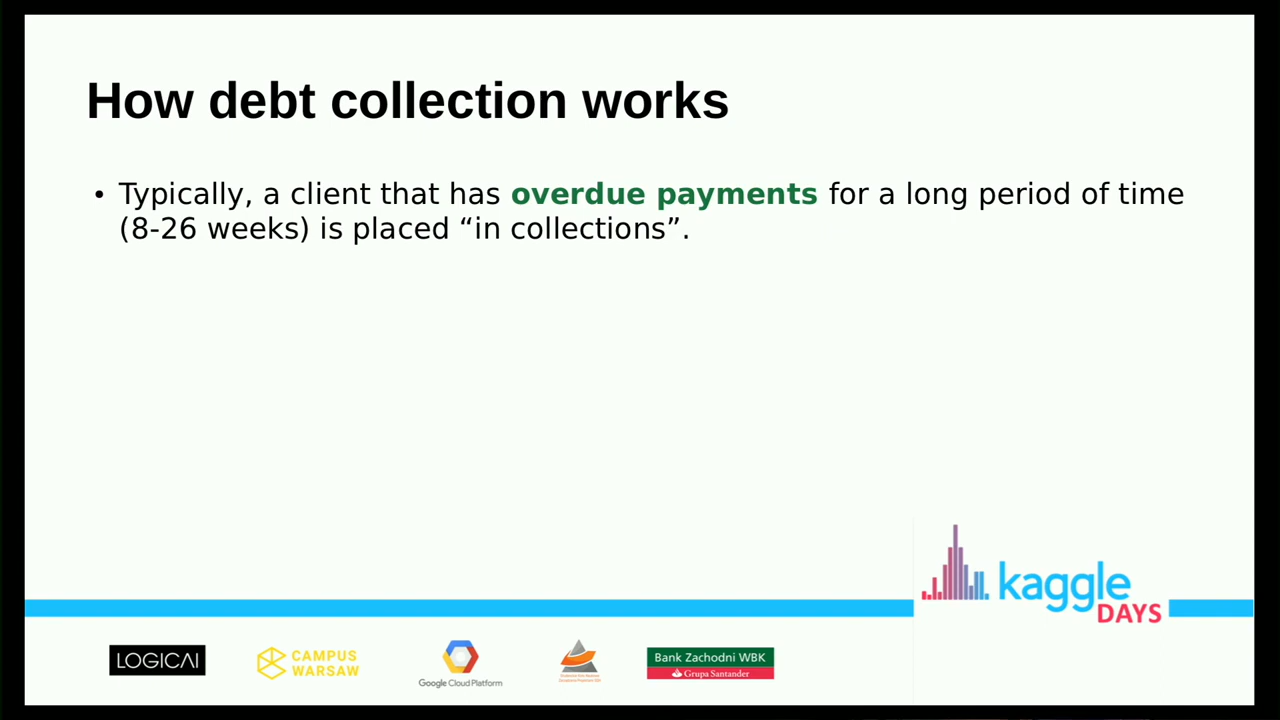 How debt collection works
• Typically, a client that has overdue payments for a long period of time
(8-26 weeks) is placed “in collections”.
kaggle
DAYS
LOGICAI
CAMPUS
WARSAW
Google Cloud Platform
Bank Zachodni WBK
Grupa Santander